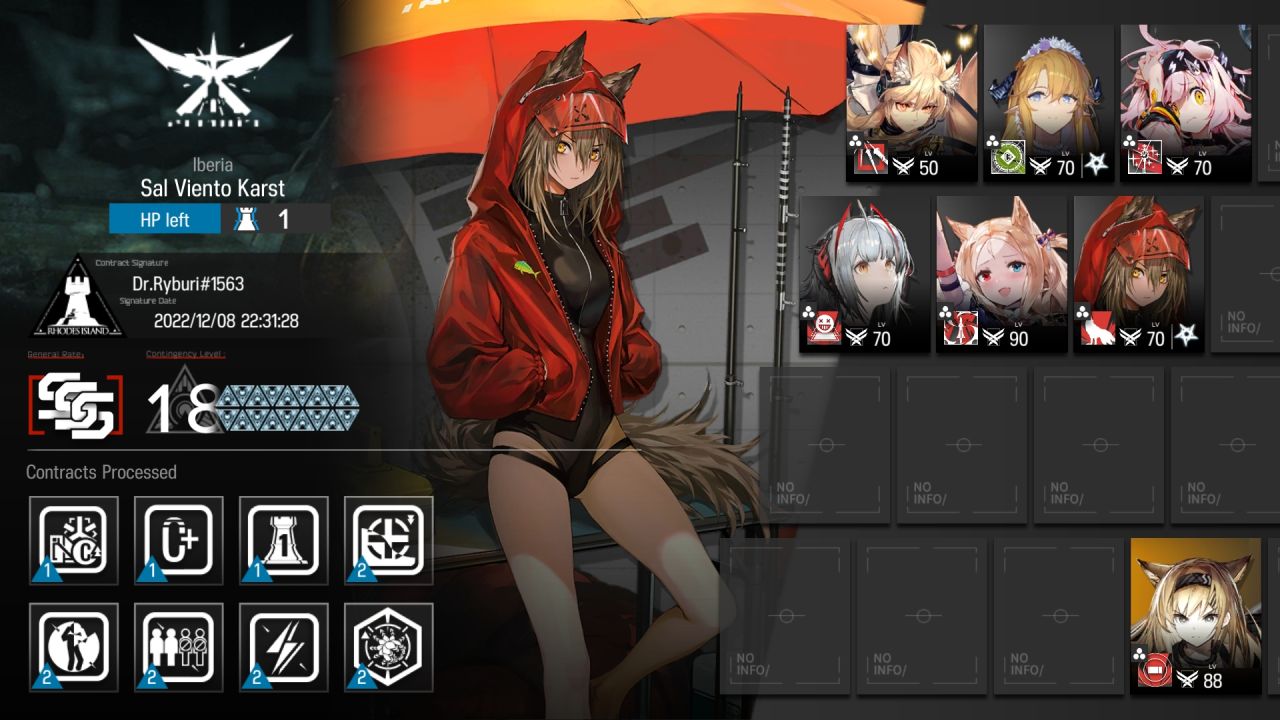 Iberia
Sal Viento Karst
HP left 1
Contract Signature
Dr.Ryburi#1563
Signature Date
2022/12/08 22:31:28
RHODES ISLAND
General Rate:
Contingency Level:
SSS
18
Contracts Processed
1
1
1
2
2
2
2
2
LV
50
LV
70
LV
70
LV
70
LV
90
LV
70
NO
INFO/
NO
INFO/
NO
INFO/
NO
INFO/
NO
INFO/
NO
INFO/
NO
INFO/
NO
INFO/
LV
88